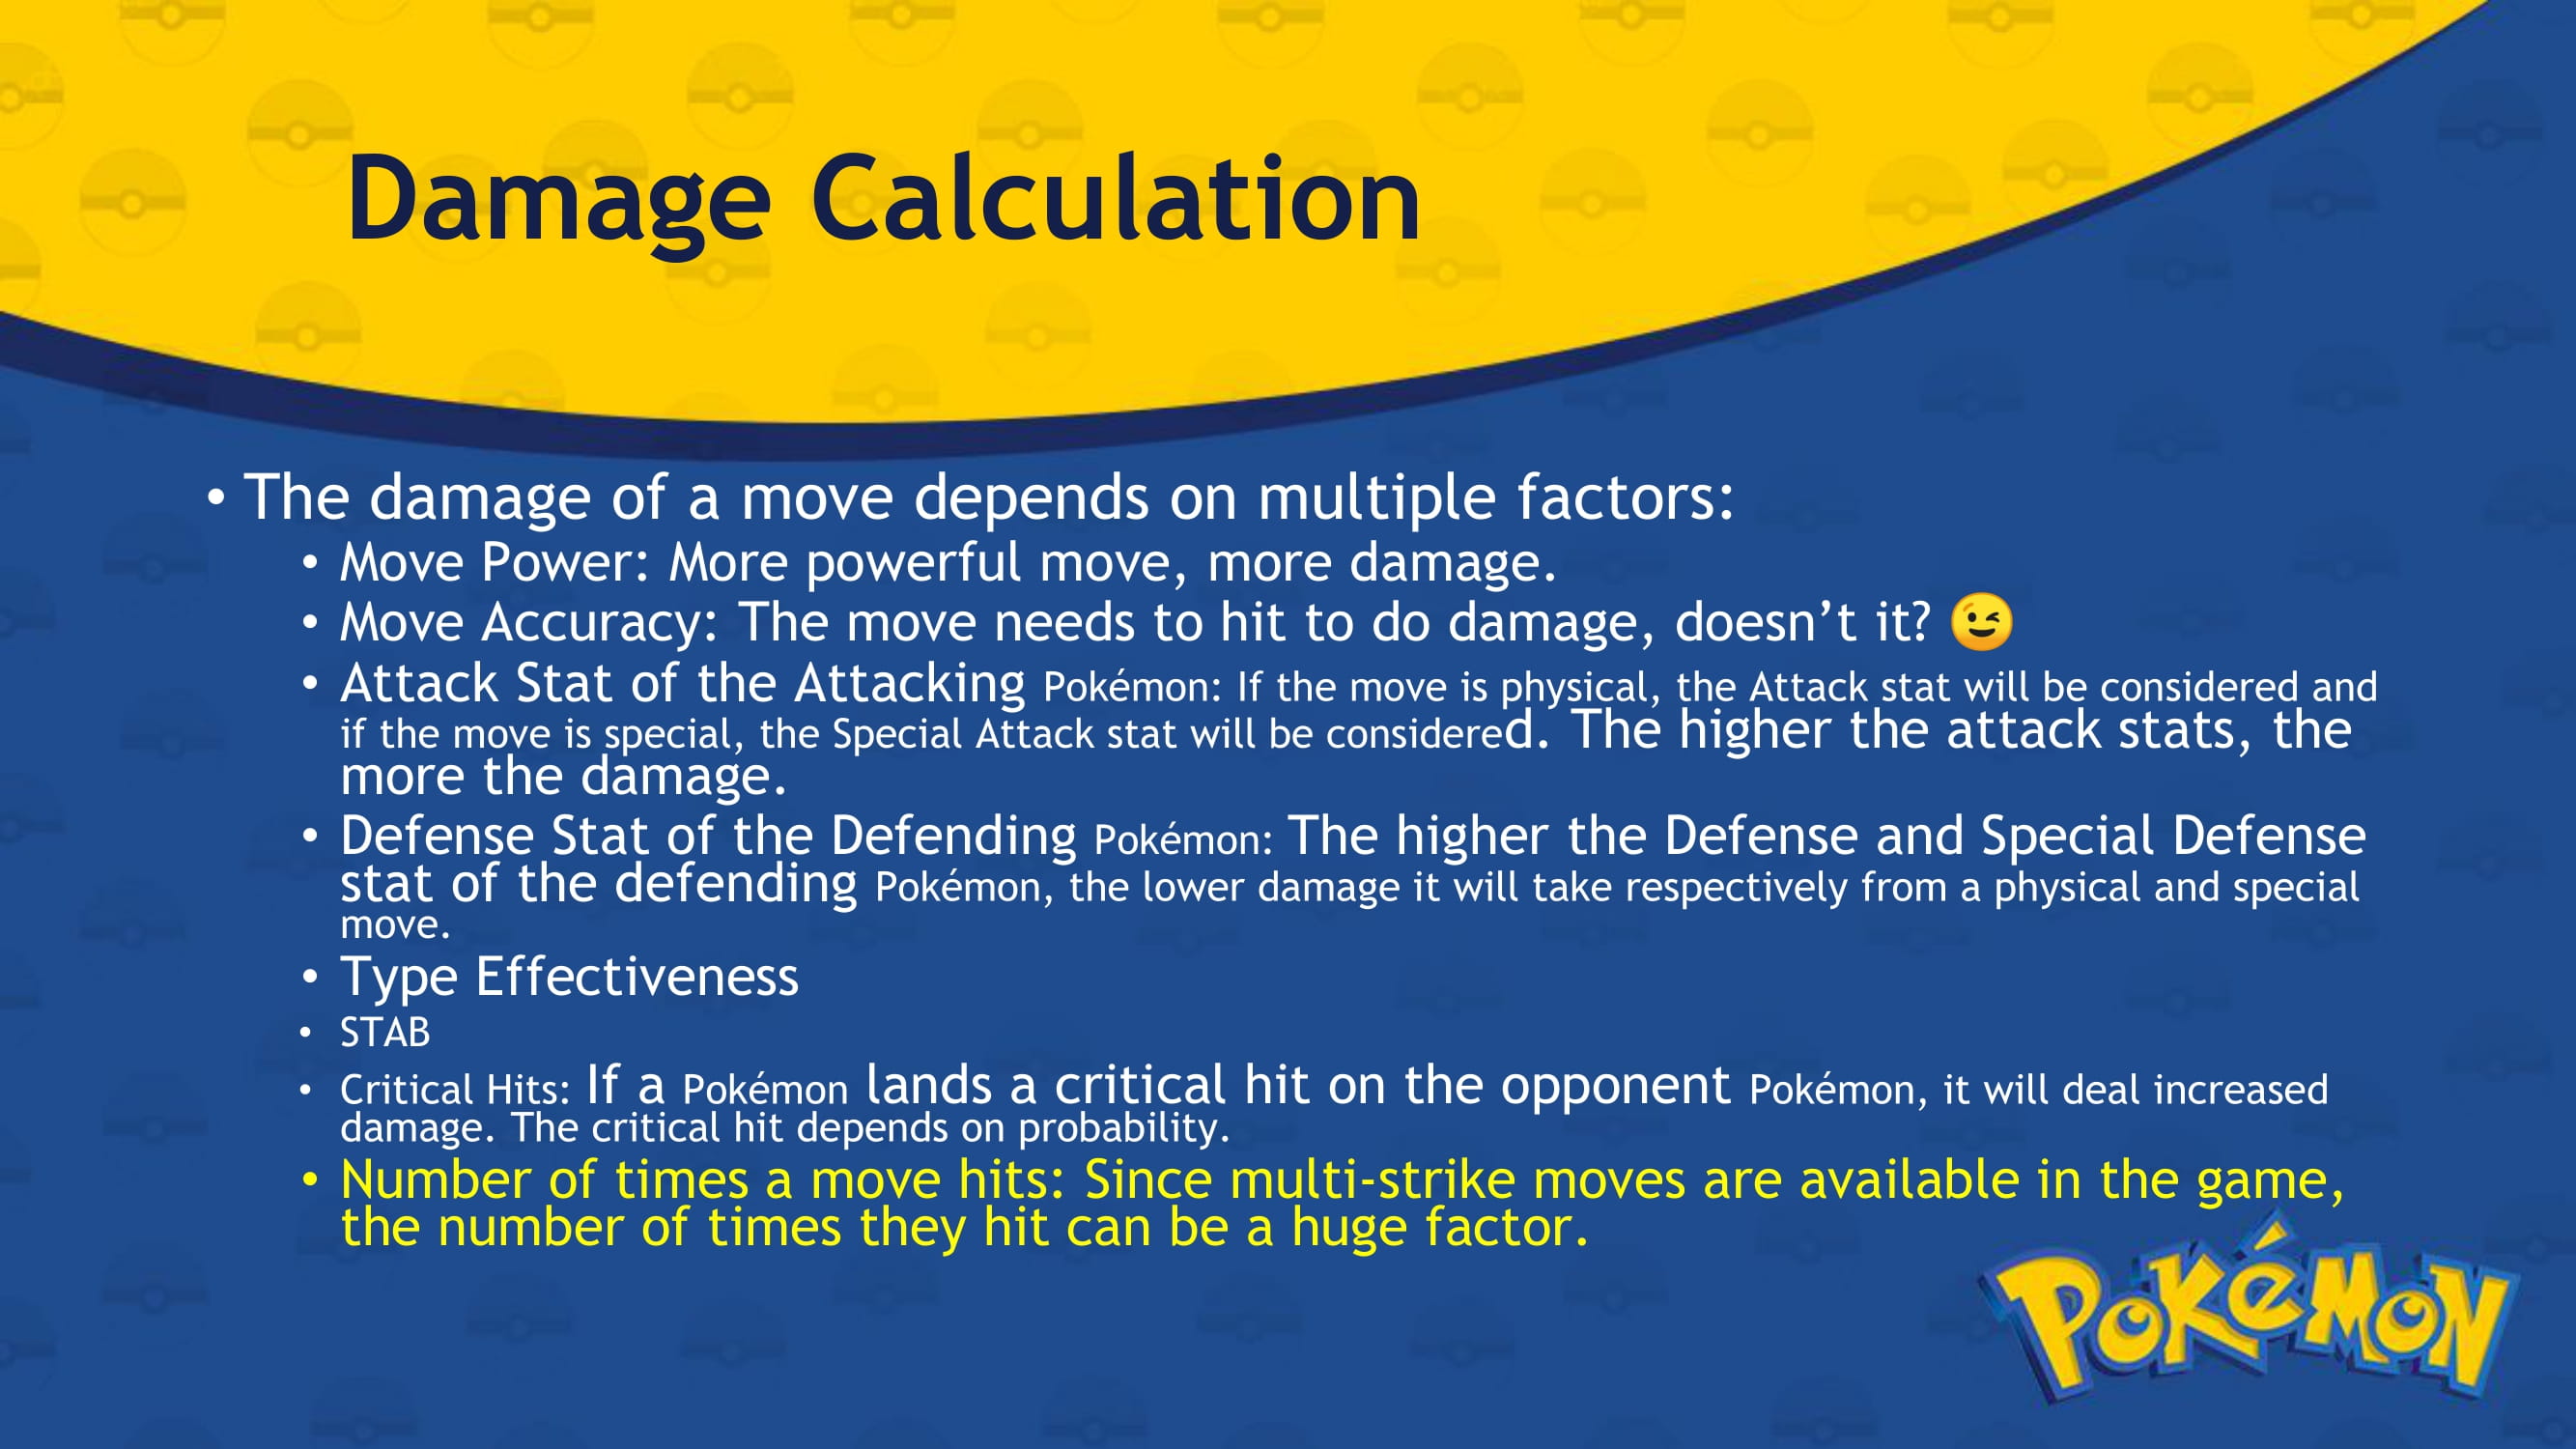 Damage Calculation
• The damage of a move depends on multiple factors:
• Move Power: More powerful move, more damage.
• Move Accuracy: The move needs to hit to do damage, doesn’t it? 😉
• Attack Stat of the Attacking Pokémon: If the move is physical, the Attack stat will be considered and
if the move is special, the Special Attack stat will be considered. The higher the attack stats, the
more the damage.
• Defense Stat of the Defending Pokémon: The higher the Defense and Special Defense
stat of the defending Pokémon, the lower damage it will take respectively from a physical and special
move.
• Type Effectiveness
• STAB
• Critical Hits: If a Pokémon lands a critical hit on the opponent Pokémon, it will deal increased
damage. The critical hit depends on probability.
• Number of times a move hits: Since multi-strike moves are available in the game,
the number of times they hit can be a huge factor.
POKéMON